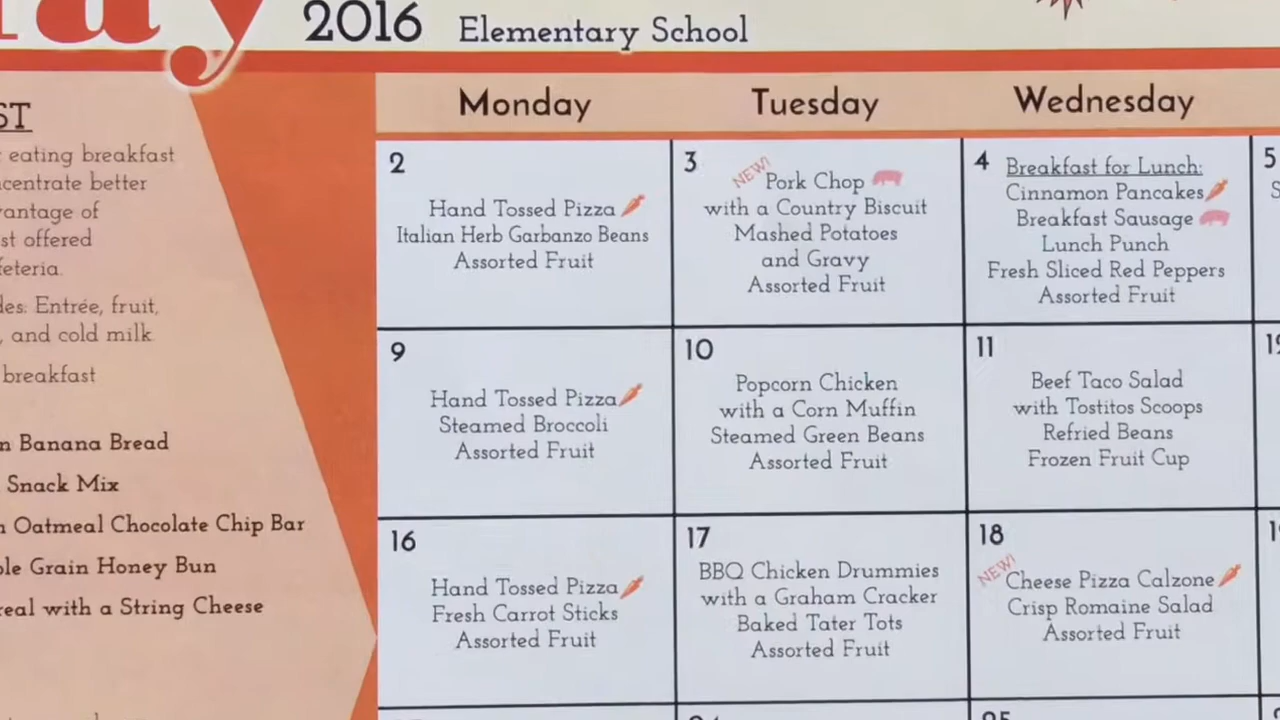 2016 Elementary School
Monday
Tuesday
Wednesday
eating breakfast
better
of
offered
Entrée, fruit,
and cold milk
breakfast
Banana Bread
Snack Mix
Oatmeal Chocolate Chip Bar
Grain Honey Bun
with a String Cheese
2
Hand Tossed Pizza
Italian Herb Garbanzo Beans
Assorted Fruit
3
NEW!
Pork Chop
with a Country Biscuit
Mashed Potatoes
and Gravy
Assorted Fruit
4
Breakfast for Lunch:
Cinnamon Pancakes
Breakfast Sausage
Lunch Punch
Fresh Sliced Red Peppers
Assorted Fruit
5
9
Hand Tossed Pizza
Steamed Broccoli
Assorted Fruit
10
Popcorn Chicken
with a Corn Muffin
Steamed Green Beans
Assorted Fruit
11
Beef Taco Salad
with Tostitos Scoops
Refried Beans
Frozen Fruit Cup
16
Hand Tossed Pizza
Fresh Carrot Sticks
Assorted Fruit
17
BBQ Chicken Drummies
with a Graham Cracker
Baked Tater Tots
Assorted Fruit
18
NEW!
Cheese Pizza Calzone
Crisp Romaine Salad
Assorted Fruit